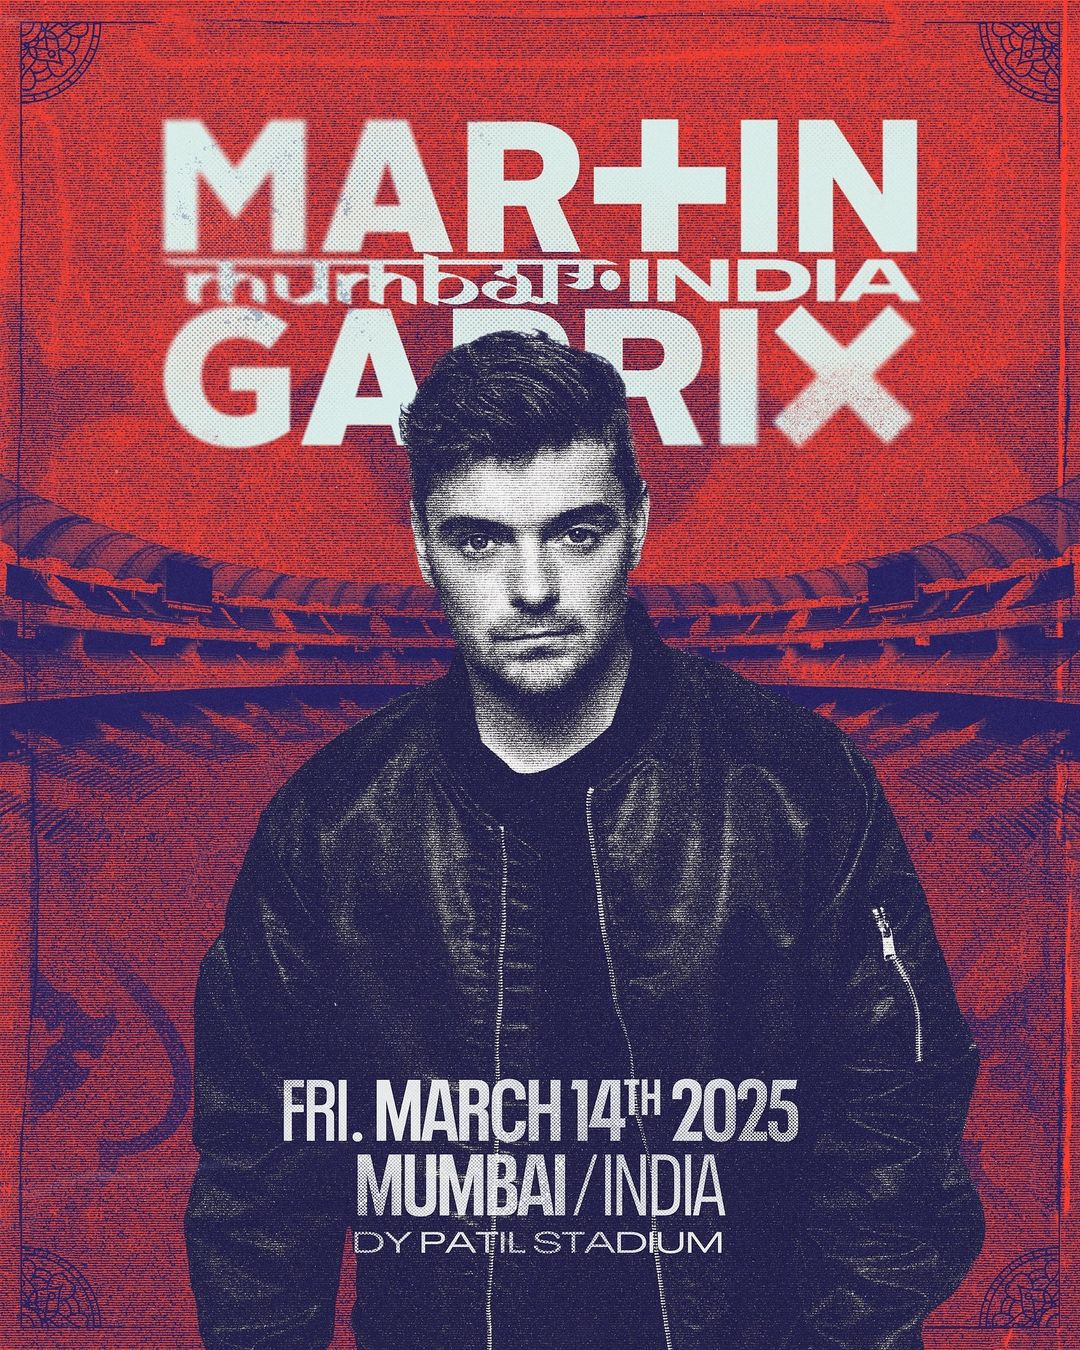 MARTIN
mumbai • INDIA
GARRIX
FRI. MARCH 14TH 2025
MUMBAI / INDIA
DY PATIL STADIUM